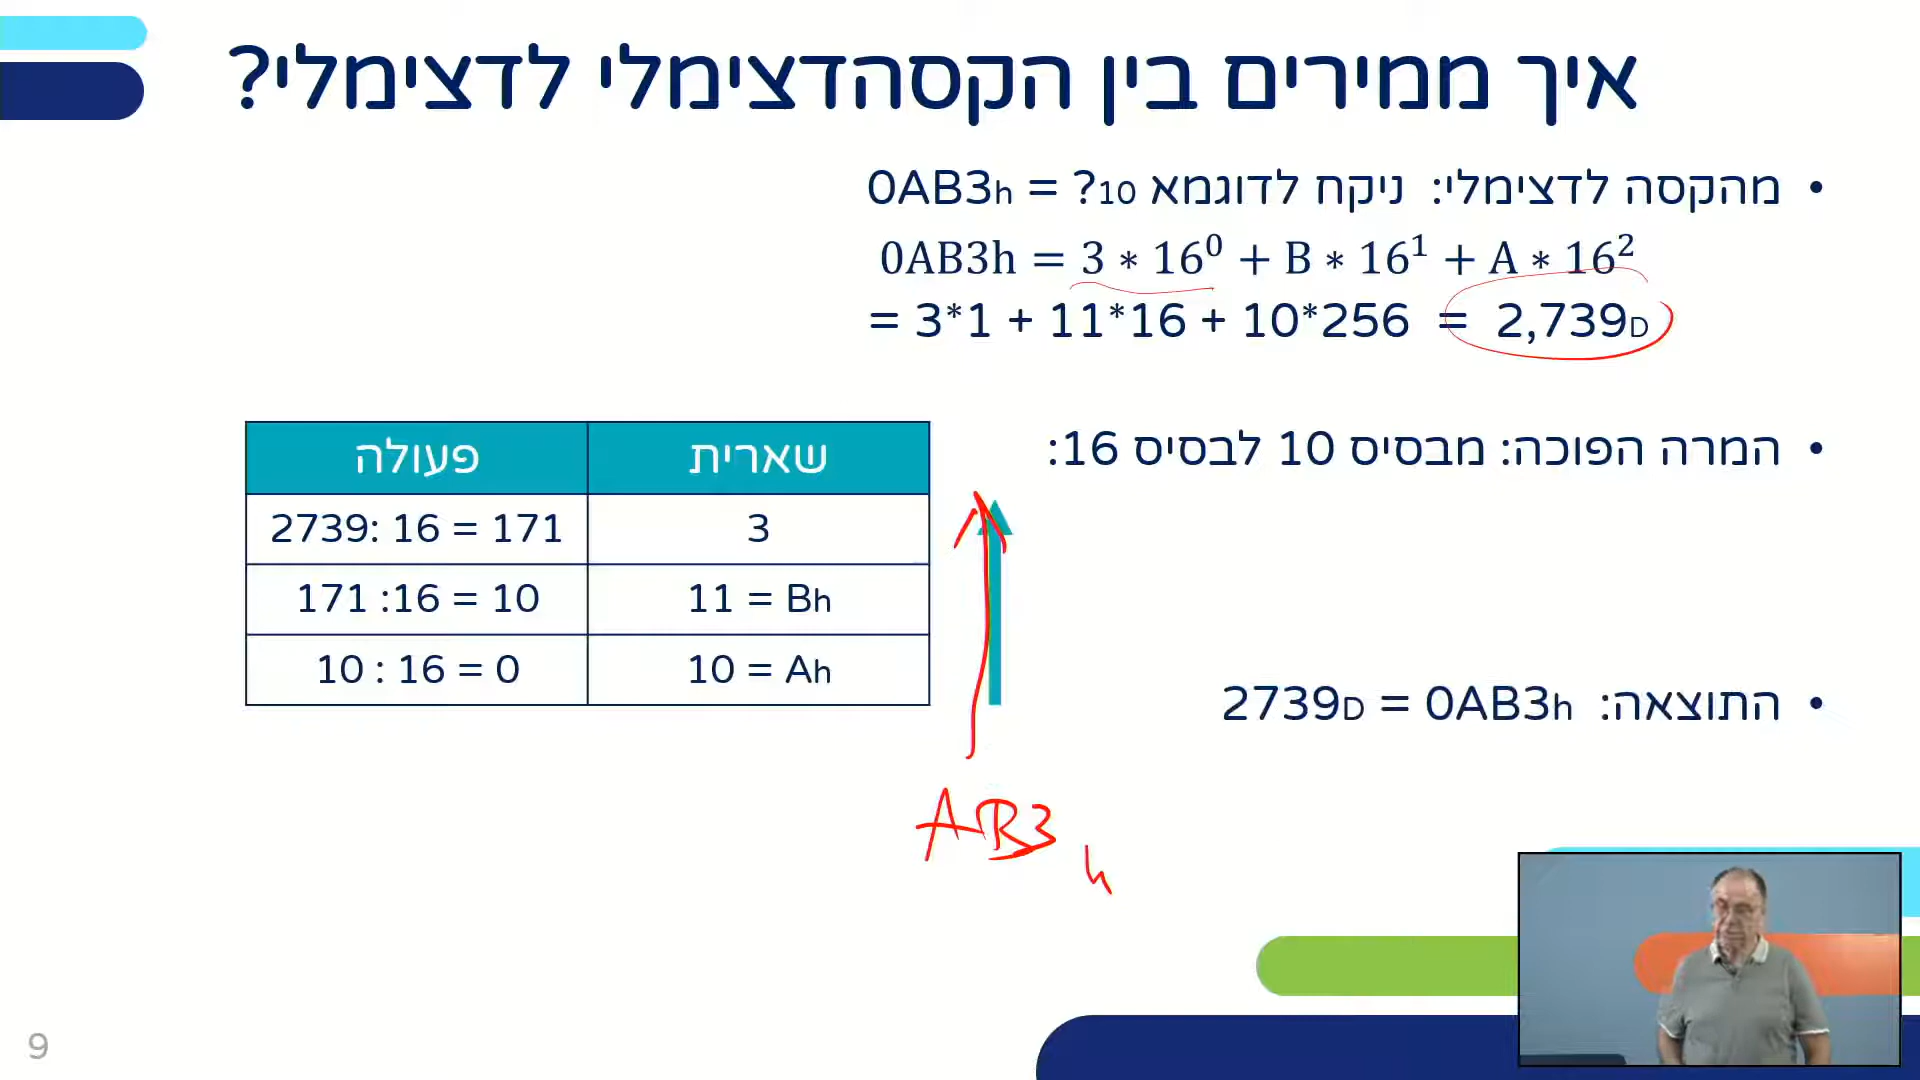 איך ממירים בין הקסהדצימלי לדצימלי?
• מהקסה לדצימלי: ניקח לדוגמא 0AB3h = ?10
0AB3h = 3 ∗ 16⁰ + B ∗ 16¹ + A ∗ 16²
= 3*1 + 11*16 + 10*256 = 2,739D
• המרה הפוכה: מבסיס 10 לבסיס 16:
פעולה שארית
2739: 16 = 171 3
171 :16 = 10 11 = Bh
10 : 16 = 0 10 = Ah
• התוצאה: 2739D = 0AB3h
AB3 h
9